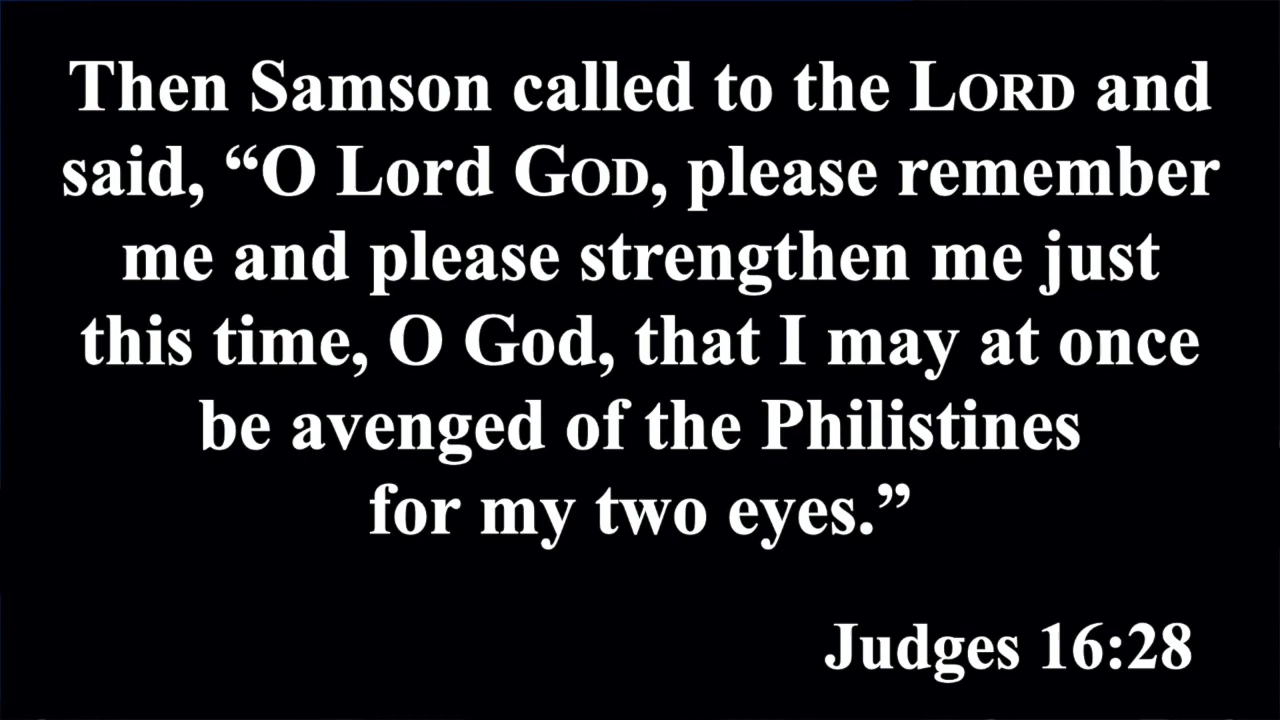 Then Samson called to the LORD and
said, “O Lord GOD, please remember
me and please strengthen me just
this time, O God, that I may at once
be avenged of the Philistines
for my two eyes.”
Judges 16:28